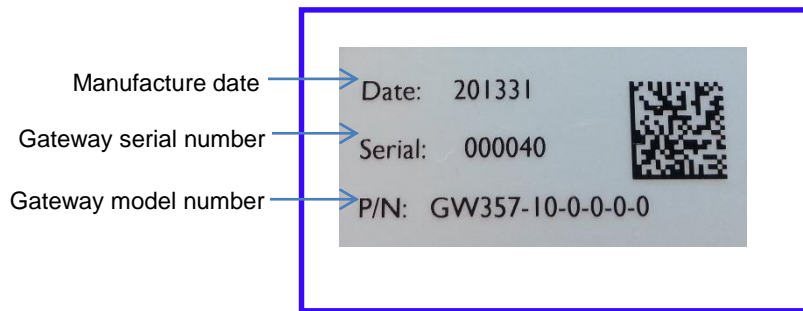 Manufacture date
Date: 201331
Gateway serial number
Serial: 000040
Gateway model number
P/N: GW357-10-0-0-0-0